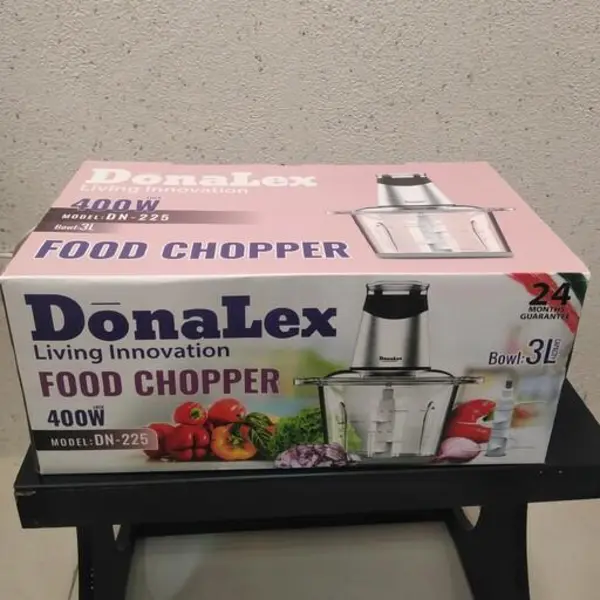 DonaLex
Living Innovation
400W
MODEL: DN-225
Bowl: 3L
FOOD CHOPPER
DōnaLex
Living Innovation
FOOD CHOPPER
400W
MODEL: DN-225
DonaLex
24
MONTHS
GUARANTEE
Bowl: 3L